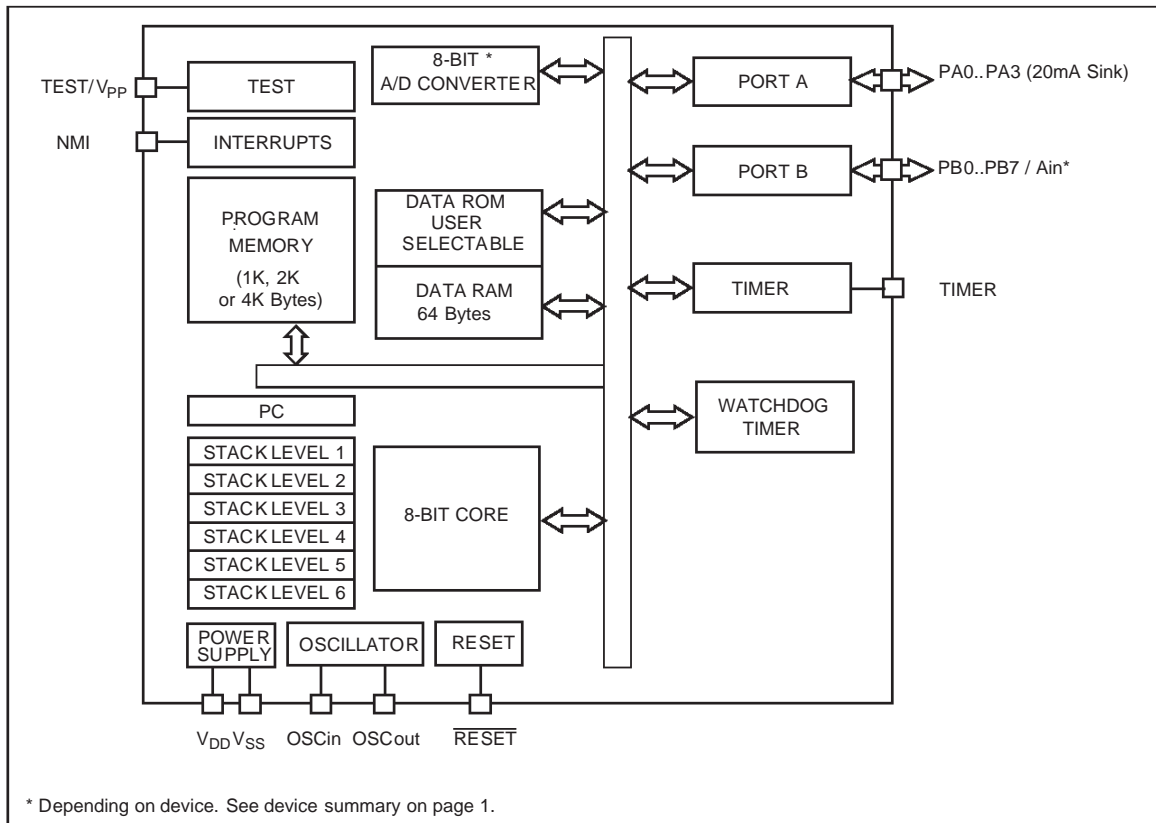 TEST/VPP
NMI
TEST
INTERRUPTS
PROGRAM
MEMORY
(1K, 2K
or 4K Bytes)
8-BIT *
A/D CONVERTER
DATA ROM
USER
SELECTABLE
DATA RAM
64 Bytes
PORT A
PA0..PA3 (20mA Sink)
PORT B
PB0..PB7 / Ain*
TIMER
TIMER
WATCHDOG
TIMER
PC
STACK LEVEL 1
STACK LEVEL 2
STACK LEVEL 3
STACK LEVEL 4
STACK LEVEL 5
STACK LEVEL 6
8-BIT CORE
POWER
SUPPLY
OSCILLATOR
RESET
VDD VSS
OSCin
OSCout
RESET
* Depending on device. See device summary on page 1.